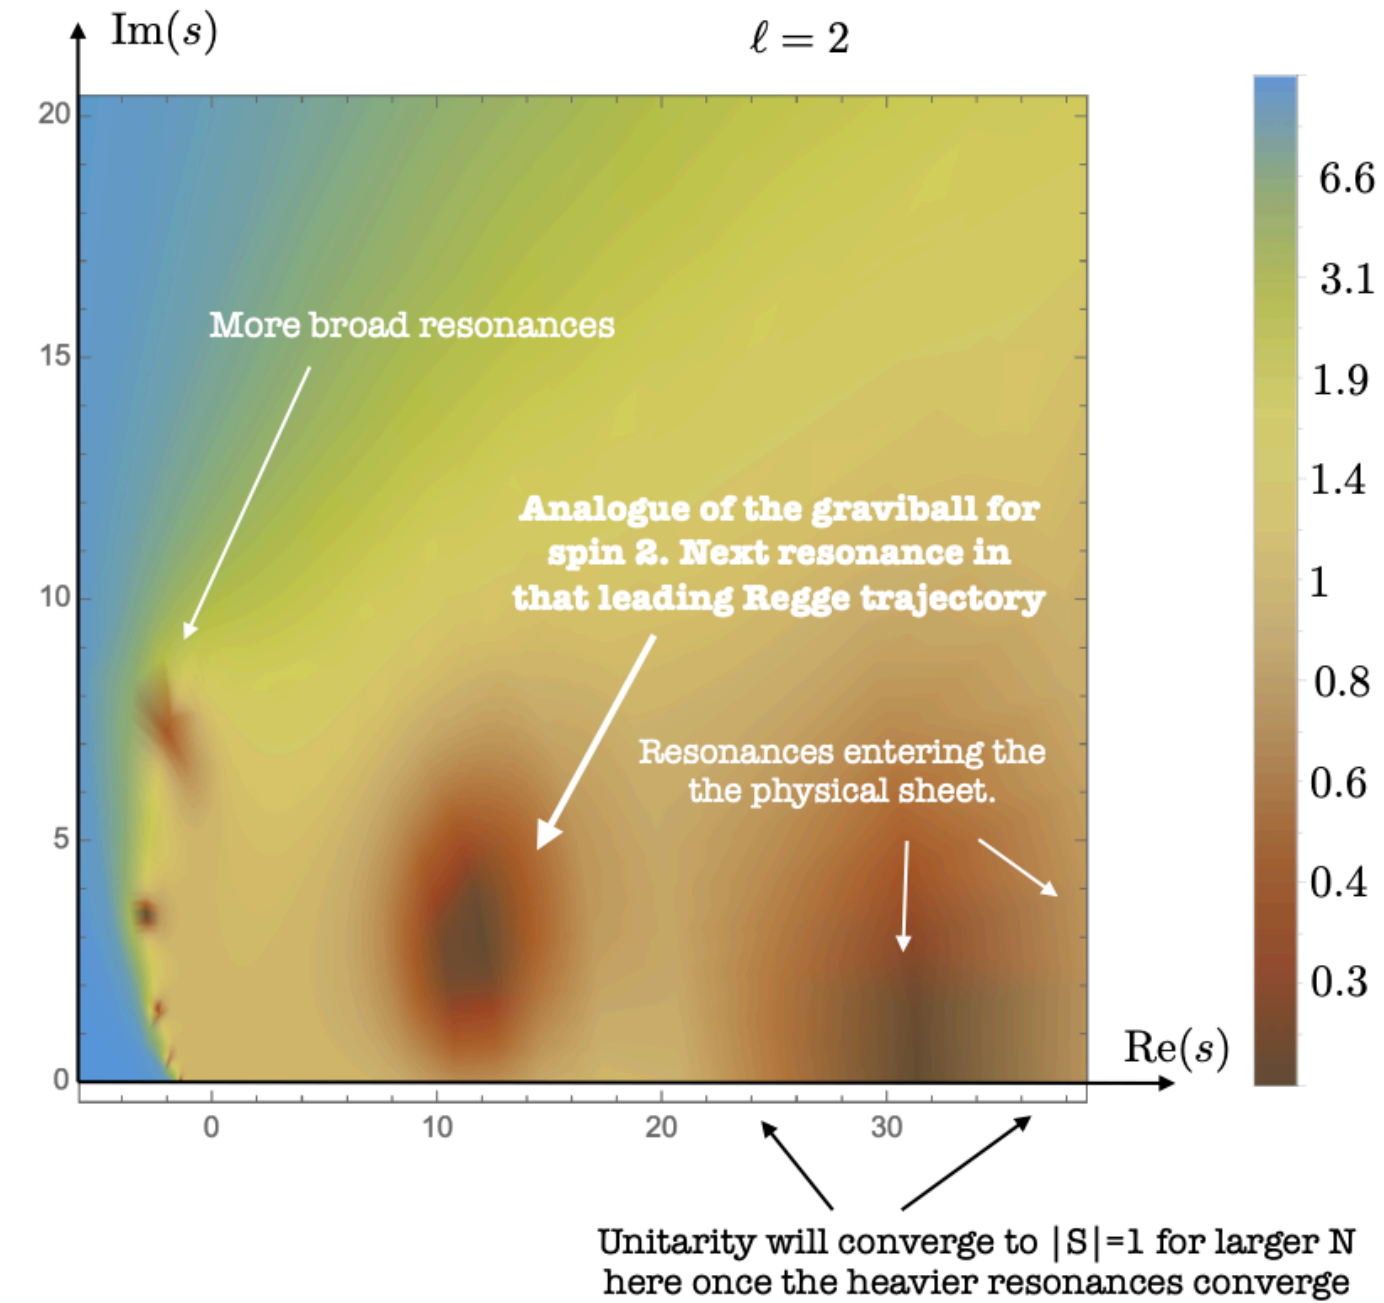 Im(s)
ℓ = 2
20
15
10
5
0
More broad resonances
Analogue of the graviball for
spin 2. Next resonance in
that leading Regge trajectory
Resonances entering the
the physical sheet.
Re(s)
0
10
20
30
6.6
3.1
1.9
1.4
1
0.8
0.6
0.4
0.3
Unitarity will converge to |S|=1 for larger N
here once the heavier resonances converge